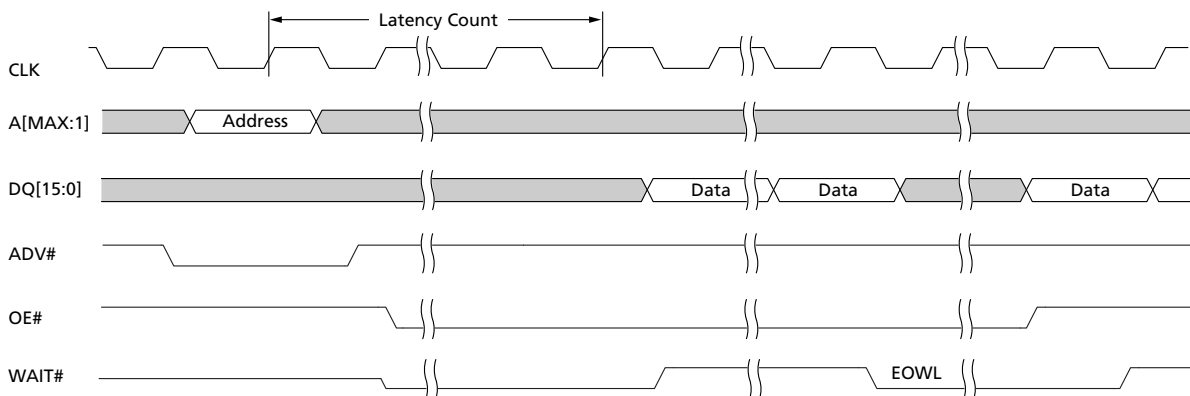 Latency Count
CLK
A[MAX:1]
Address
DQ[15:0]
Data
Data
Data
ADV#
OE#
WAIT#
EOWL